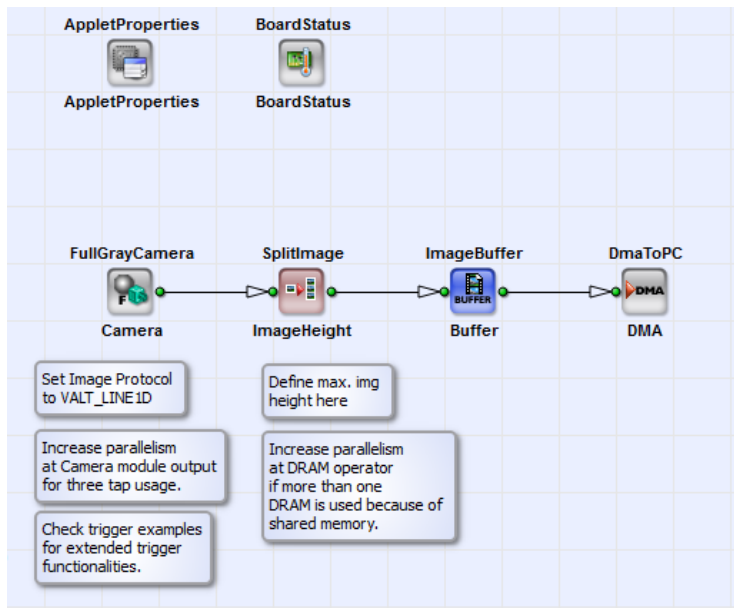 AppletProperties
BoardStatus
AppletProperties
BoardStatus
FullGrayCamera
SplitImage
ImageBuffer
DmaToPC
F
BUFFER
DMA
Camera
ImageHeight
Buffer
DMA
Set Image Protocol
to VALT_LINE1D
Define max. img
height here
Increase parallelism
at Camera module output
for three tap usage.
Increase parallelism
at DRAM operator
if more than one
DRAM is used because of
shared memory.
Check trigger examples
for extended trigger
functionalities.